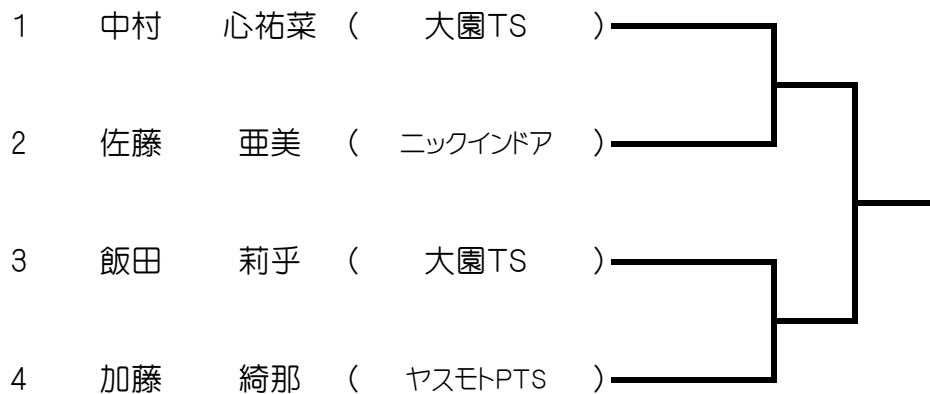 1 中村 心祐菜 ( 大園TS )
2 佐藤 亜美 ( ニックインドア )
3 飯田 莉乎 ( 大園TS )
4 加藤 綺那 ( ヤスモトPTS )